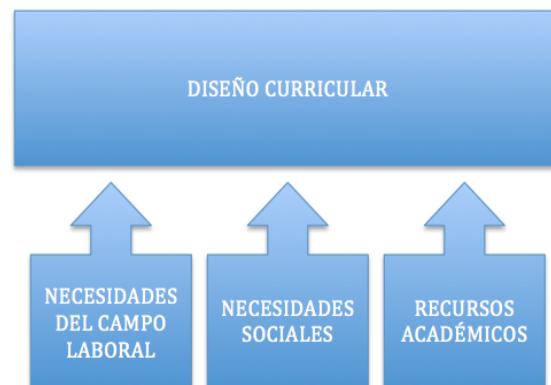 DISEÑO CURRICULAR
NECESIDADES
DEL CAMPO
LABORAL
NECESIDADES
SOCIALES
RECURSOS
ACADÉMICOS